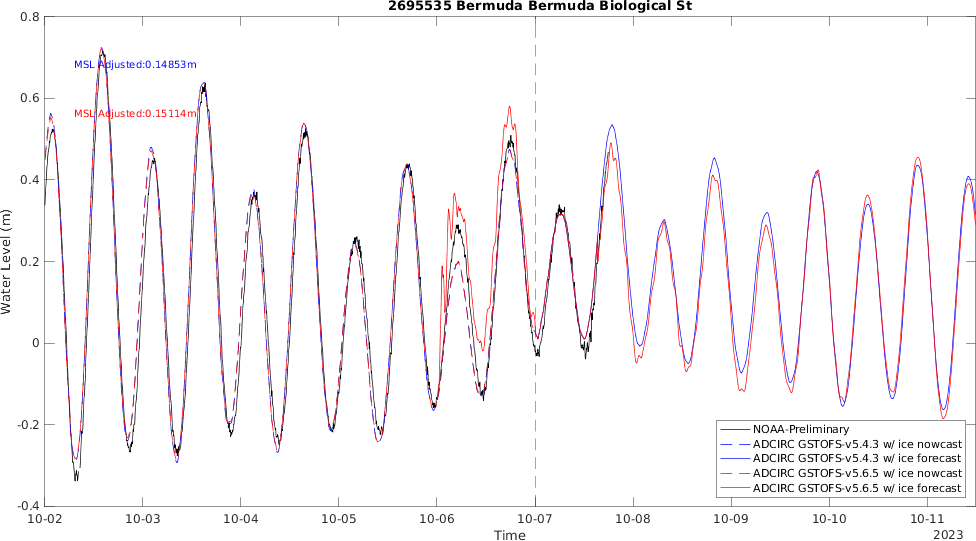 2695535 Bermuda Bermuda Biological St
0.8
MSL Adjusted:0.14853m
0.6
MSL Adjusted:0.15114m
0.4
0.2
0
-0.2
-0.4
Water Level (m)
NOAA-Preliminary
ADCIRC GSTOFS-v5.4.3 w/ ice nowcast
ADCIRC GSTOFS-v5.4.3 w/ ice forecast
ADCIRC GSTOFS-v5.6.5 w/ ice nowcast
ADCIRC GSTOFS-v5.6.5 w/ ice forecast
10-02 10-03 10-04 10-05 10-06 10-07 10-08 10-09 10-10 10-11
Time
2023